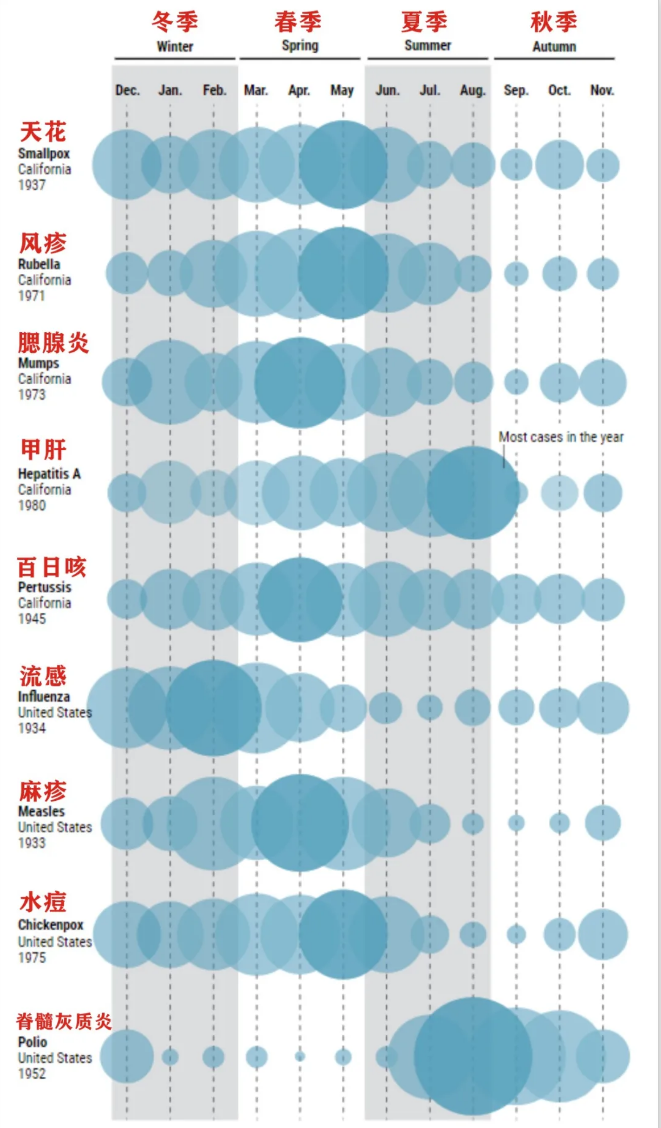 冬季 春季 夏季 秋季
Winter Spring Summer Autumn
Dec. Jan. Feb. Mar. Apr. May Jun. Jul. Aug. Sep. Oct. Nov.
天花
Smallpox
California
1937
风疹
Rubella
California
1971
腮腺炎
Mumps
California
1973
Most cases in the year
甲肝
Hepatitis A
California
1980
百日咳
Pertussis
California
1945
流感
Influenza
United States
1934
麻疹
Measles
United States
1933
水痘
Chickenpox
United States
1975
脊髓灰质炎
Polio
United States
1952